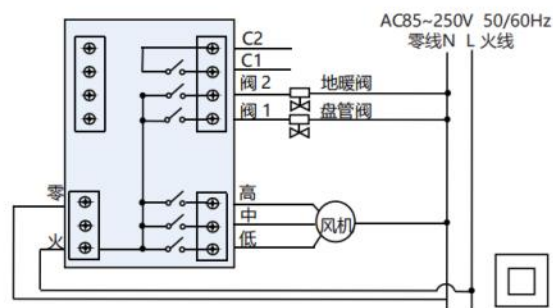 AC85~250V 50/60Hz
零线N L 火线
C2
C1
阀 2 地暖阀
阀 1 盘管阀
零 高
中
火 低
风机